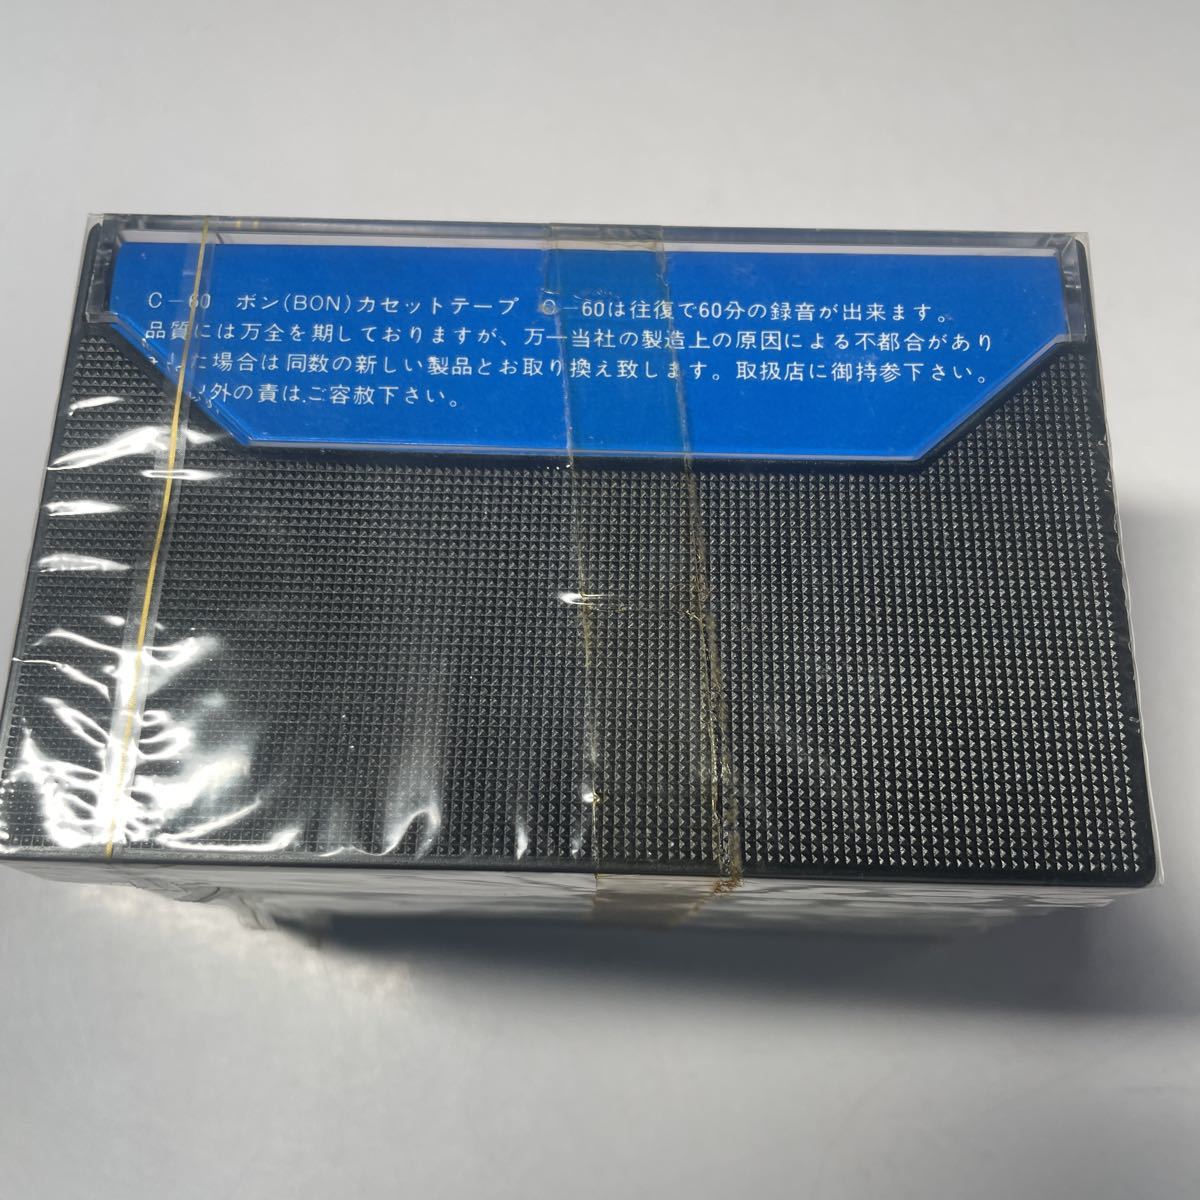 C-60 ボン(BON)カセットテープ C-60は往復で60分の録音が出来ます。
品質には万全を期しておりますが、万一当社の製造上の原因による不都合があり
した場合は同数の新しい製品とお取り換え致します。取扱店に御持参下さい。
以外の責はご容赦下さい。